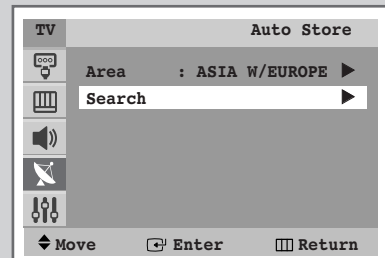 TV Auto Store
Area : ASIA W/EUROPE ▶
Search ▶
Move Enter Return